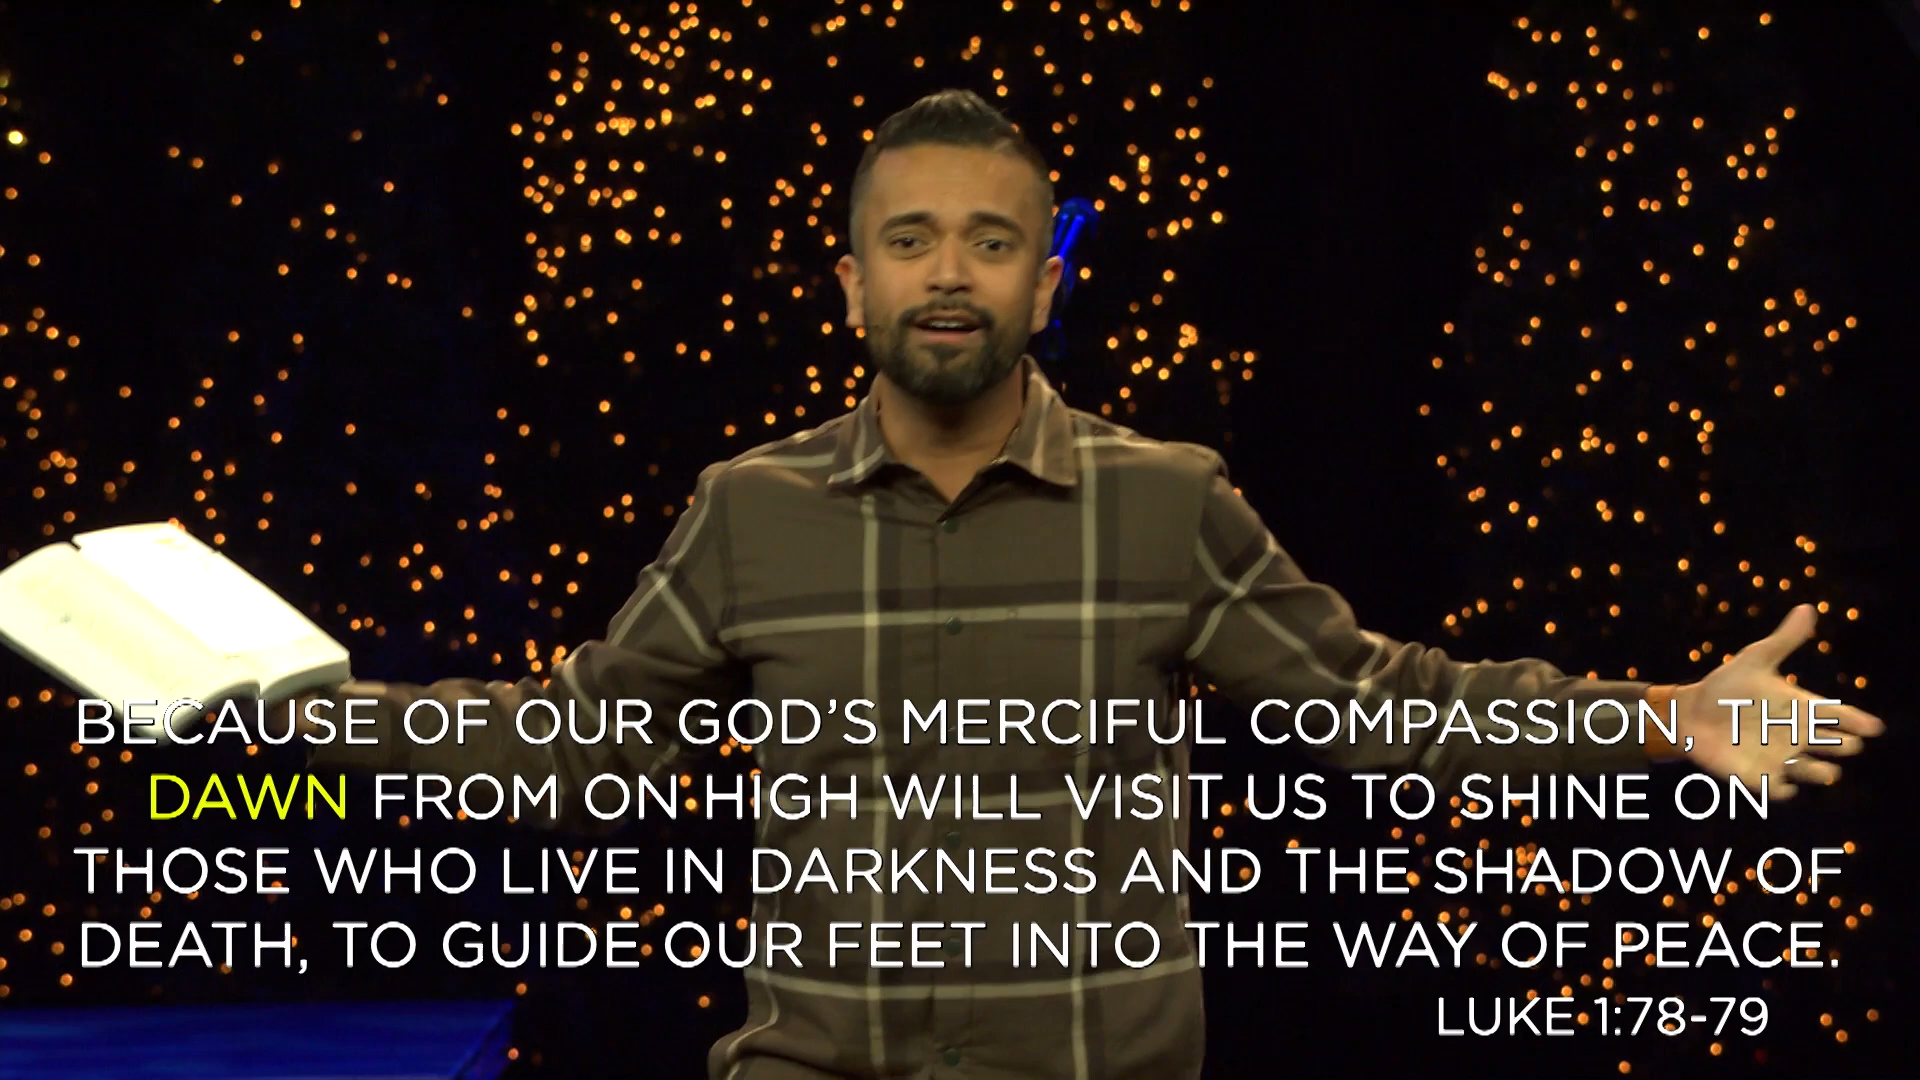 BECAUSE OF OUR GOD’S MERCIFUL COMPASSION, THE
DAWN FROM ON HIGH WILL VISIT US TO SHINE ON
THOSE WHO LIVE IN DARKNESS AND THE SHADOW OF
DEATH, TO GUIDE OUR FEET INTO THE WAY OF PEACE.
LUKE 1:78-79